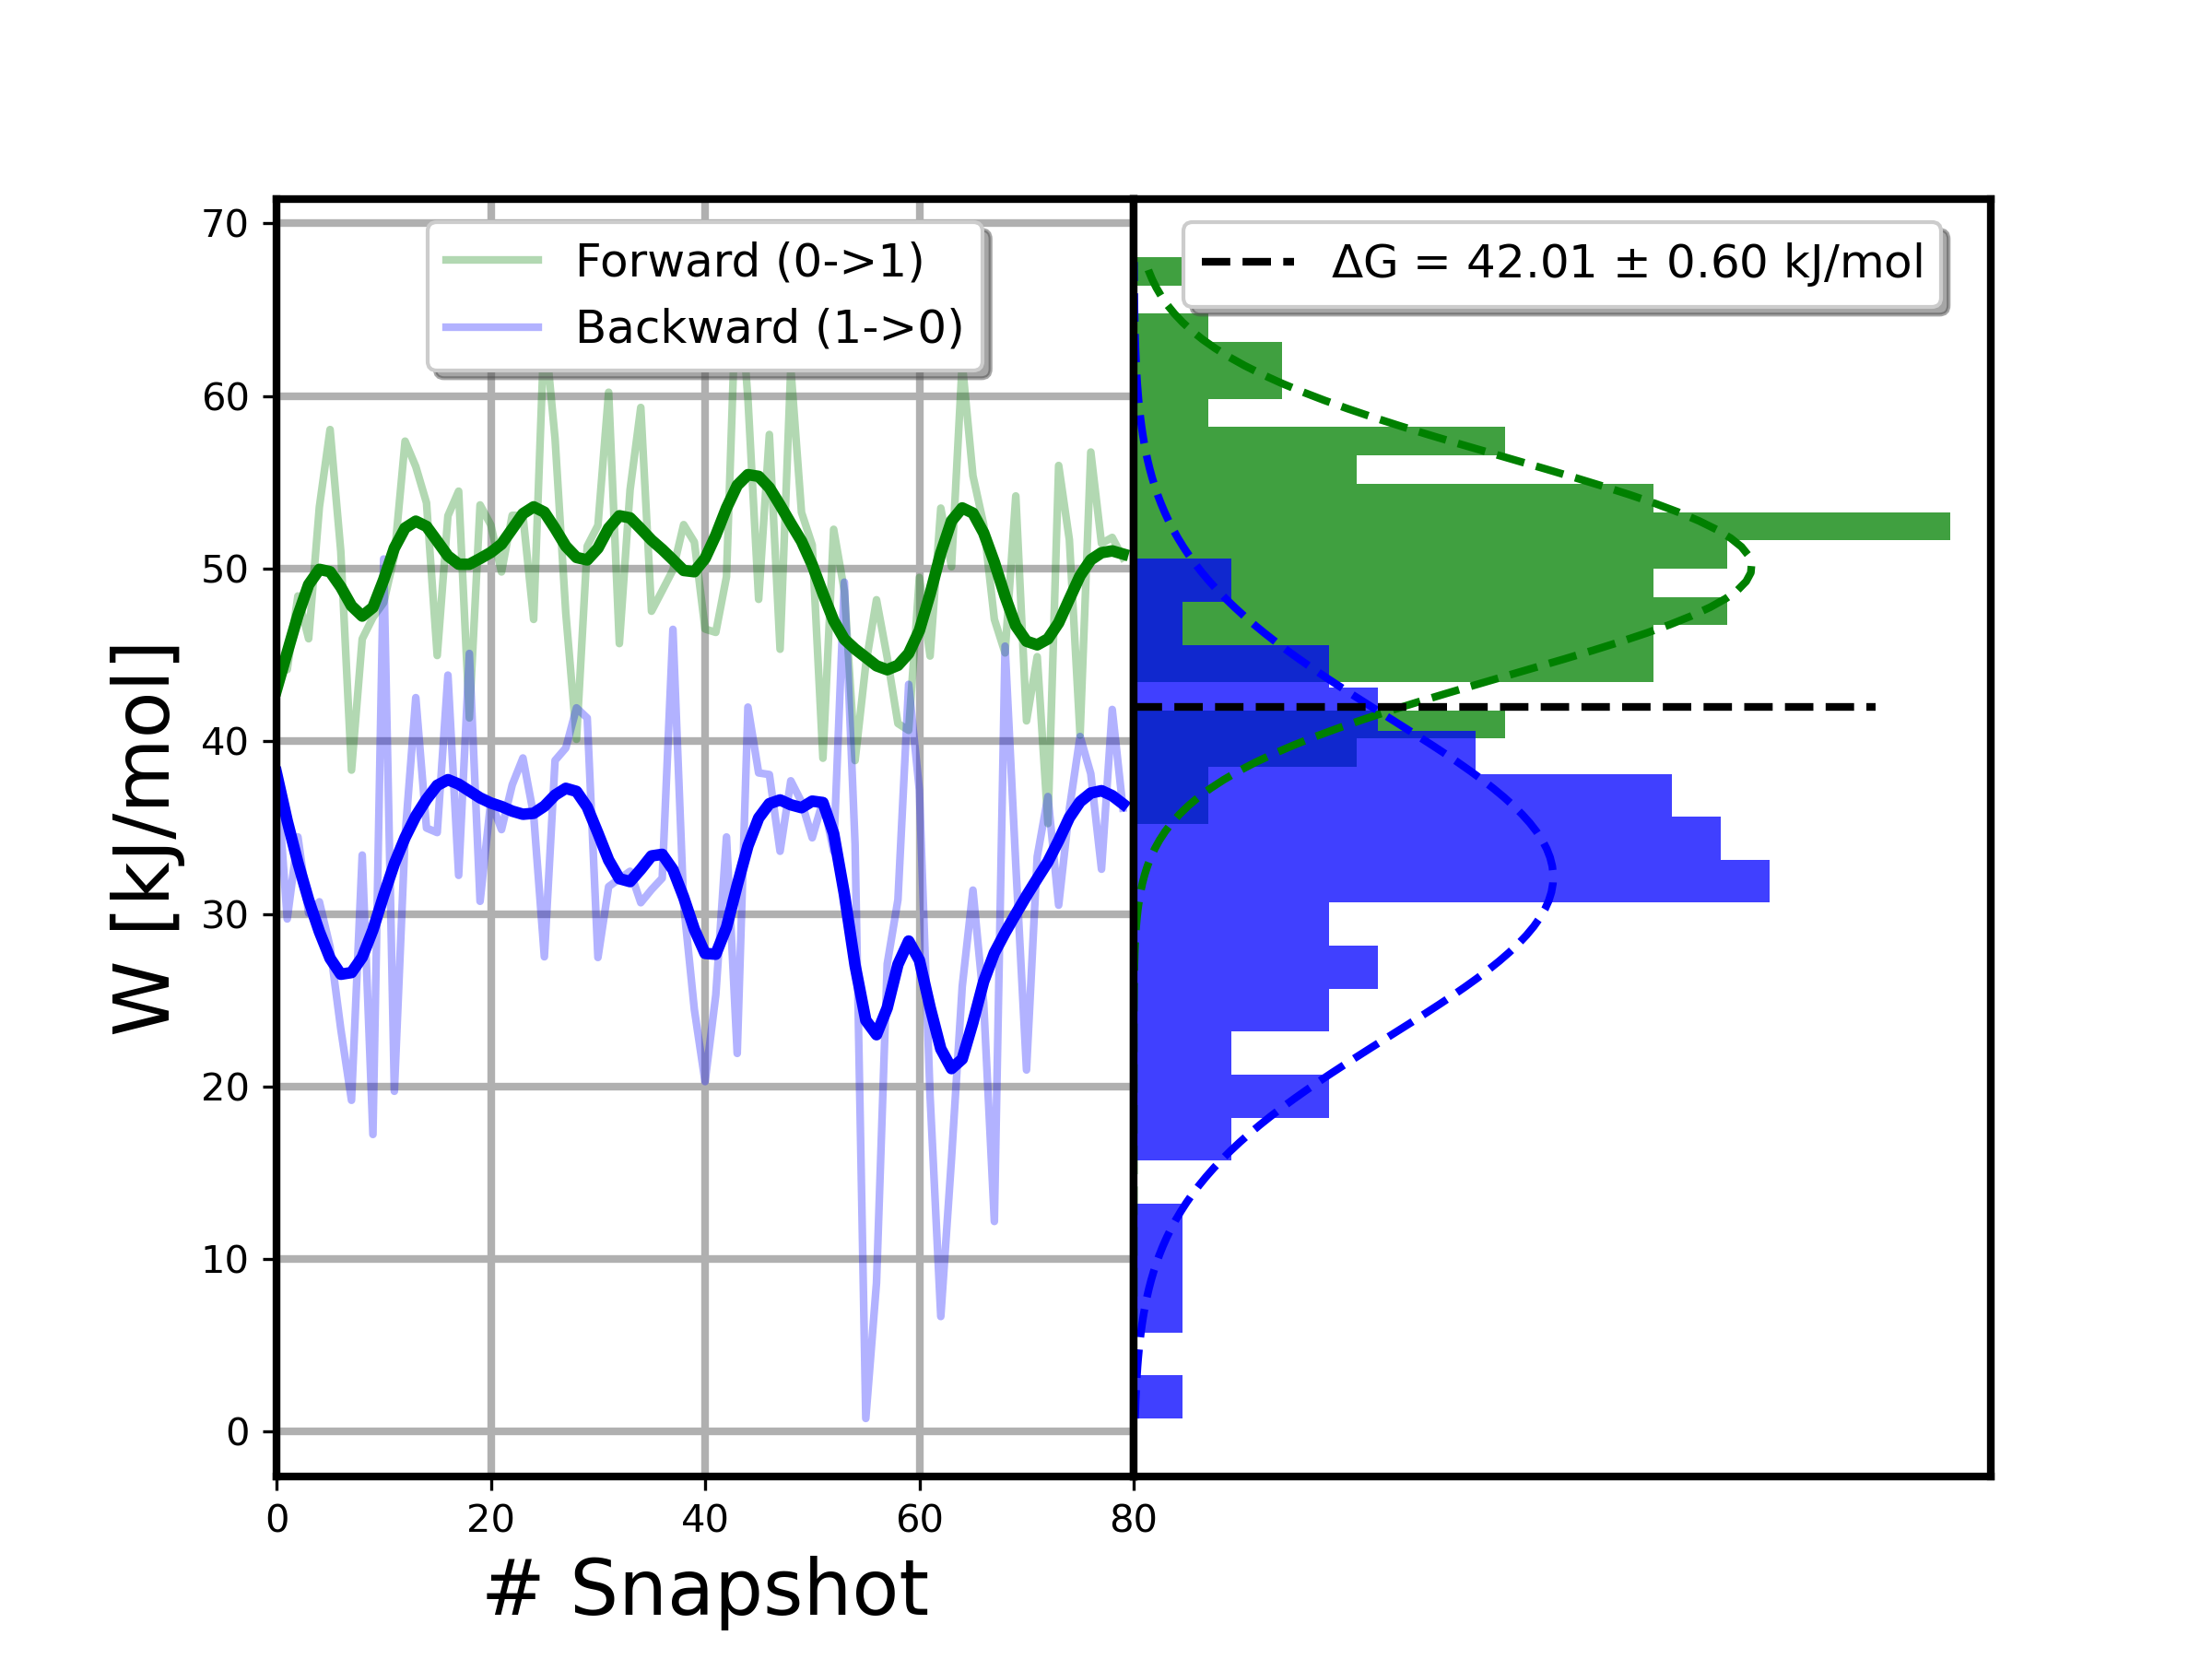 Forward (0->1)
Backward (1->0)
ΔG = 42.01 ± 0.60 kJ/mol
W [kJ/mol]
70
60
50
40
30
20
10
0
0 20 40 60 80
# Snapshot